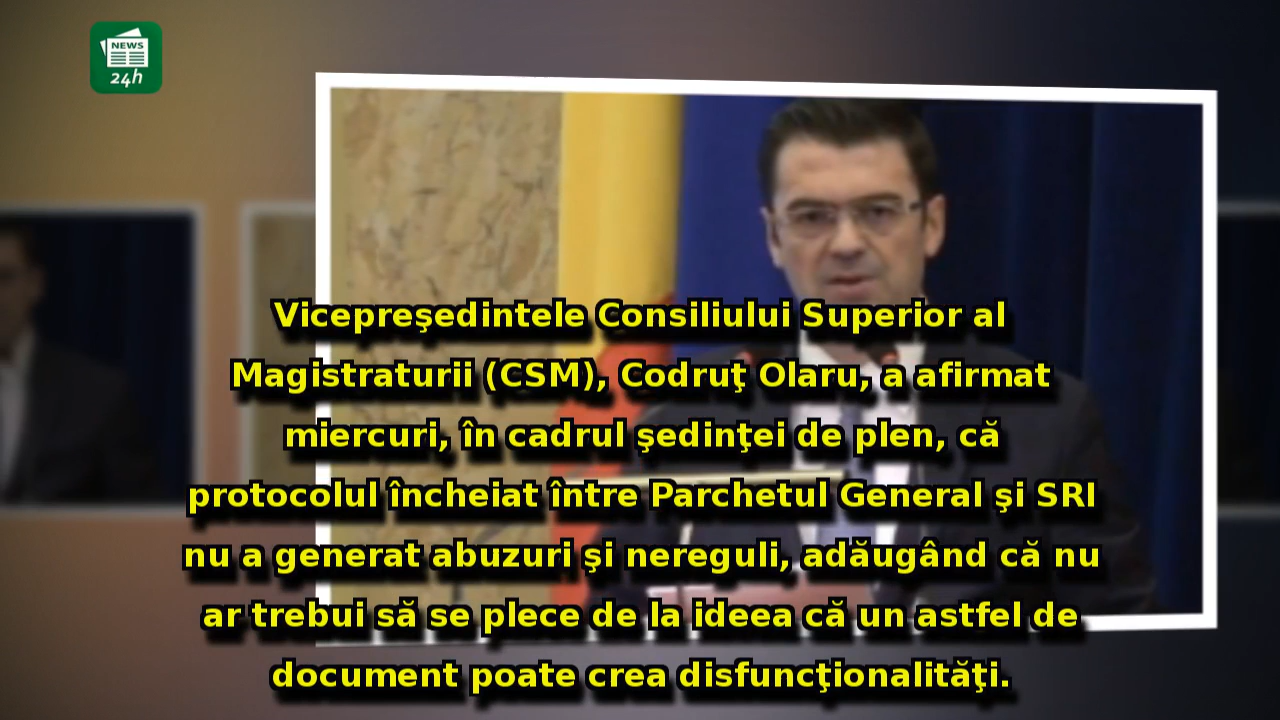 NEWS
24h
Vicepreşedintele Consiliului Superior al
Magistraturii (CSM), Codruţ Olaru, a afirmat
miercuri, în cadrul şedinţei de plen, că
protocolul încheiat între Parchetul General şi SRI
nu a generat abuzuri şi nereguli, adăugând că nu
ar trebui să se plece de la ideea că un astfel de
document poate crea disfuncţionalităţi.